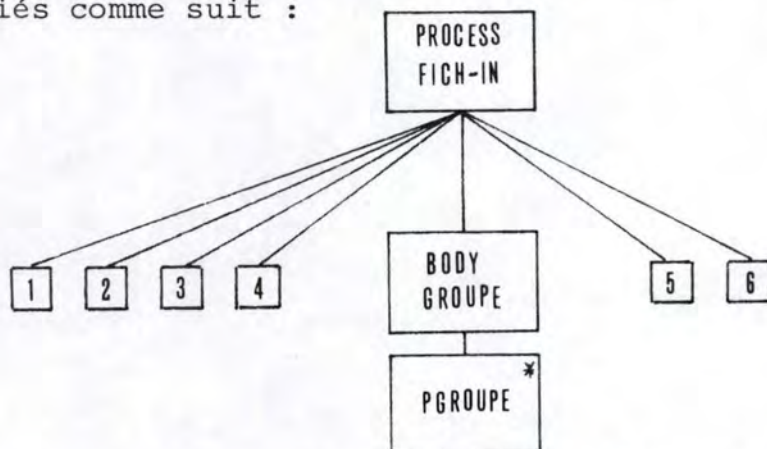 iés comme suit :
PROCESS
FICH-IN
1 2 3 4
BODY
GROUPE
5 6
*
PGROUPE